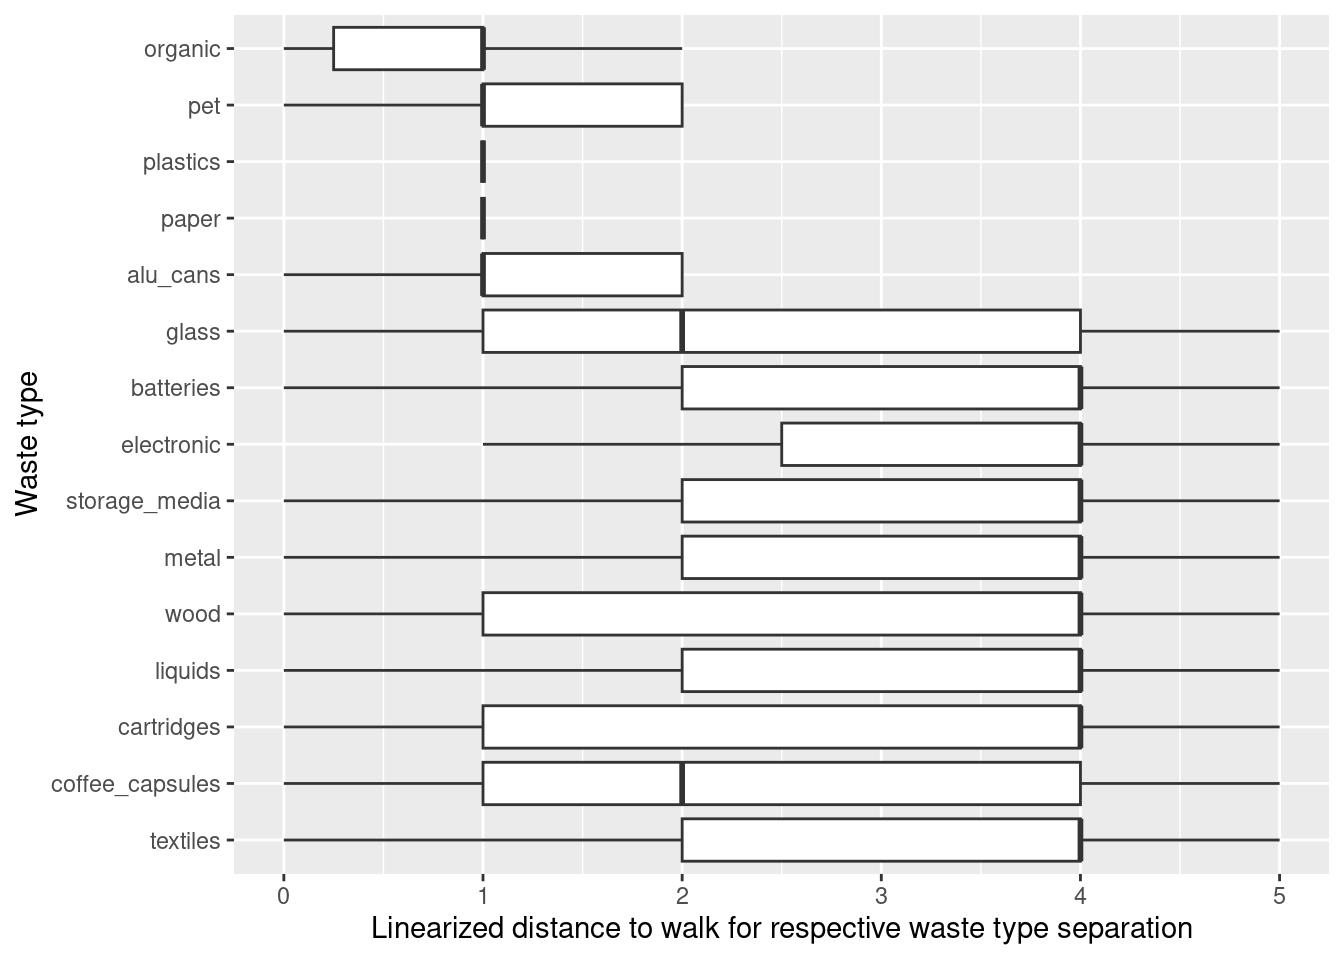 organic
pet
plastics
paper
alu_cans
glass
batteries
electronic
storage_media
metal
wood
liquids
cartridges
coffee_capsules
textiles
Waste type
0 1 2 3 4 5
Linearized distance to walk for respective waste type separation